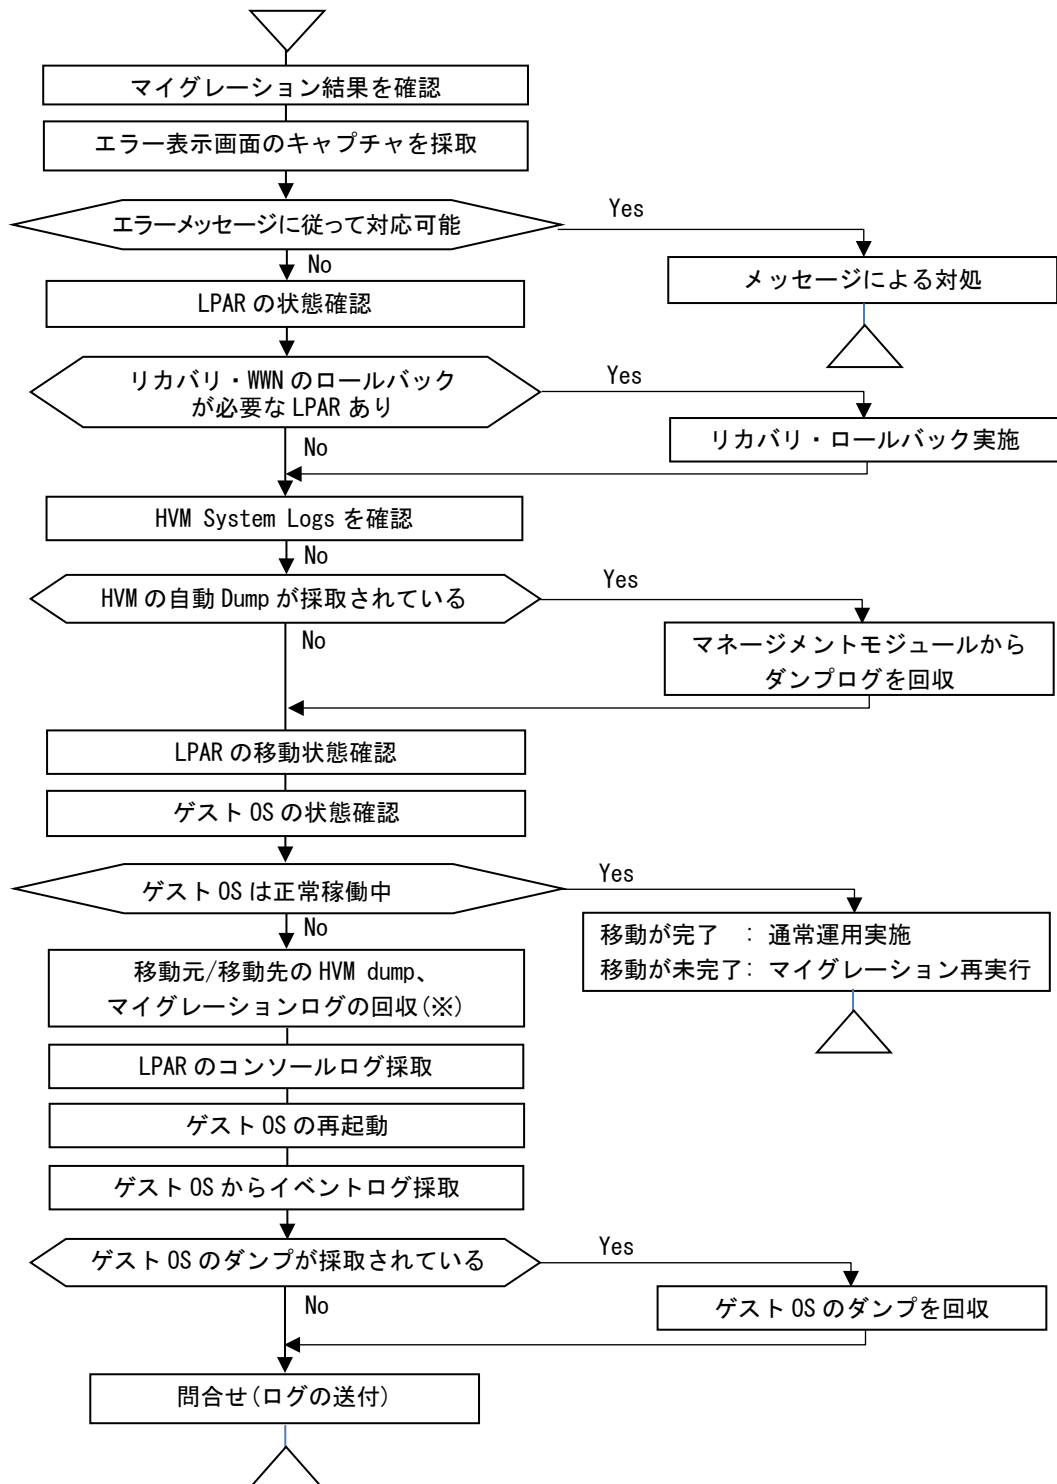 マイグレーション結果を確認
エラー表示画面のキャプチャを採取
エラーメッセージに従って対応可能
Yes
No
メッセージによる対処
LPAR の状態確認
リカバリ・WWN のロールバック
が必要な LPAR あり
Yes
リカバリ・ロールバック実施
No
HVM System Logs を確認
No
HVM の自動 Dump が採取されている
Yes
No
マネージメントモジュールから
ダンプログを回収
LPAR の移動状態確認
ゲスト OS の状態確認
ゲスト OS は正常稼働中
Yes
No
移動が完了 : 通常運用実施
移動が未完了: マイグレーション再実行
移動元/移動先の HVM dump、
マイグレーションログの回収(※)
LPAR のコンソールログ採取
ゲスト OS の再起動
ゲスト OS からイベントログ採取
ゲスト OS のダンプが採取されている
Yes
No
ゲスト OS のダンプを回収
問合せ(ログの送付)